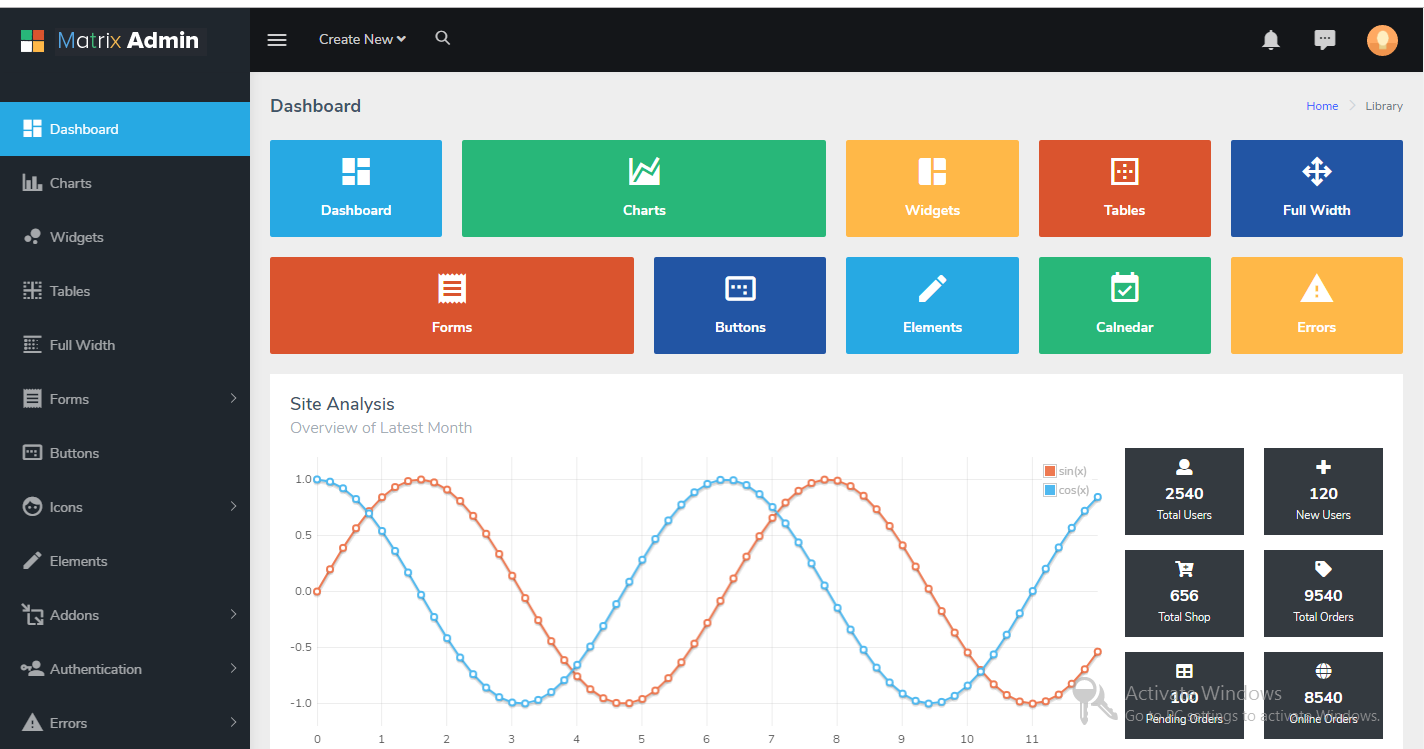 Matrix Admin
Create New
Dashboard
Charts
Widgets
Tables
Full Width
Forms
Buttons
Icons
Elements
Addons
Authentication
Errors
Dashboard
Home
Library
Dashboard
Charts
Widgets
Tables
Full Width
Forms
Buttons
Elements
Calnedar
Errors
Site Analysis
Overview of Latest Month
1.0
0.5
0.0
-0.5
-1.0
0 1 2 3 4 5 6 7 8 9 10 11
sin(x)
cos(x)
2540
Total Users
120
New Users
656
Total Shop
9540
Total Orders
100
Pending Orders
8540
Online Orders
Activate Windows
Go to PC settings to activate Windows.